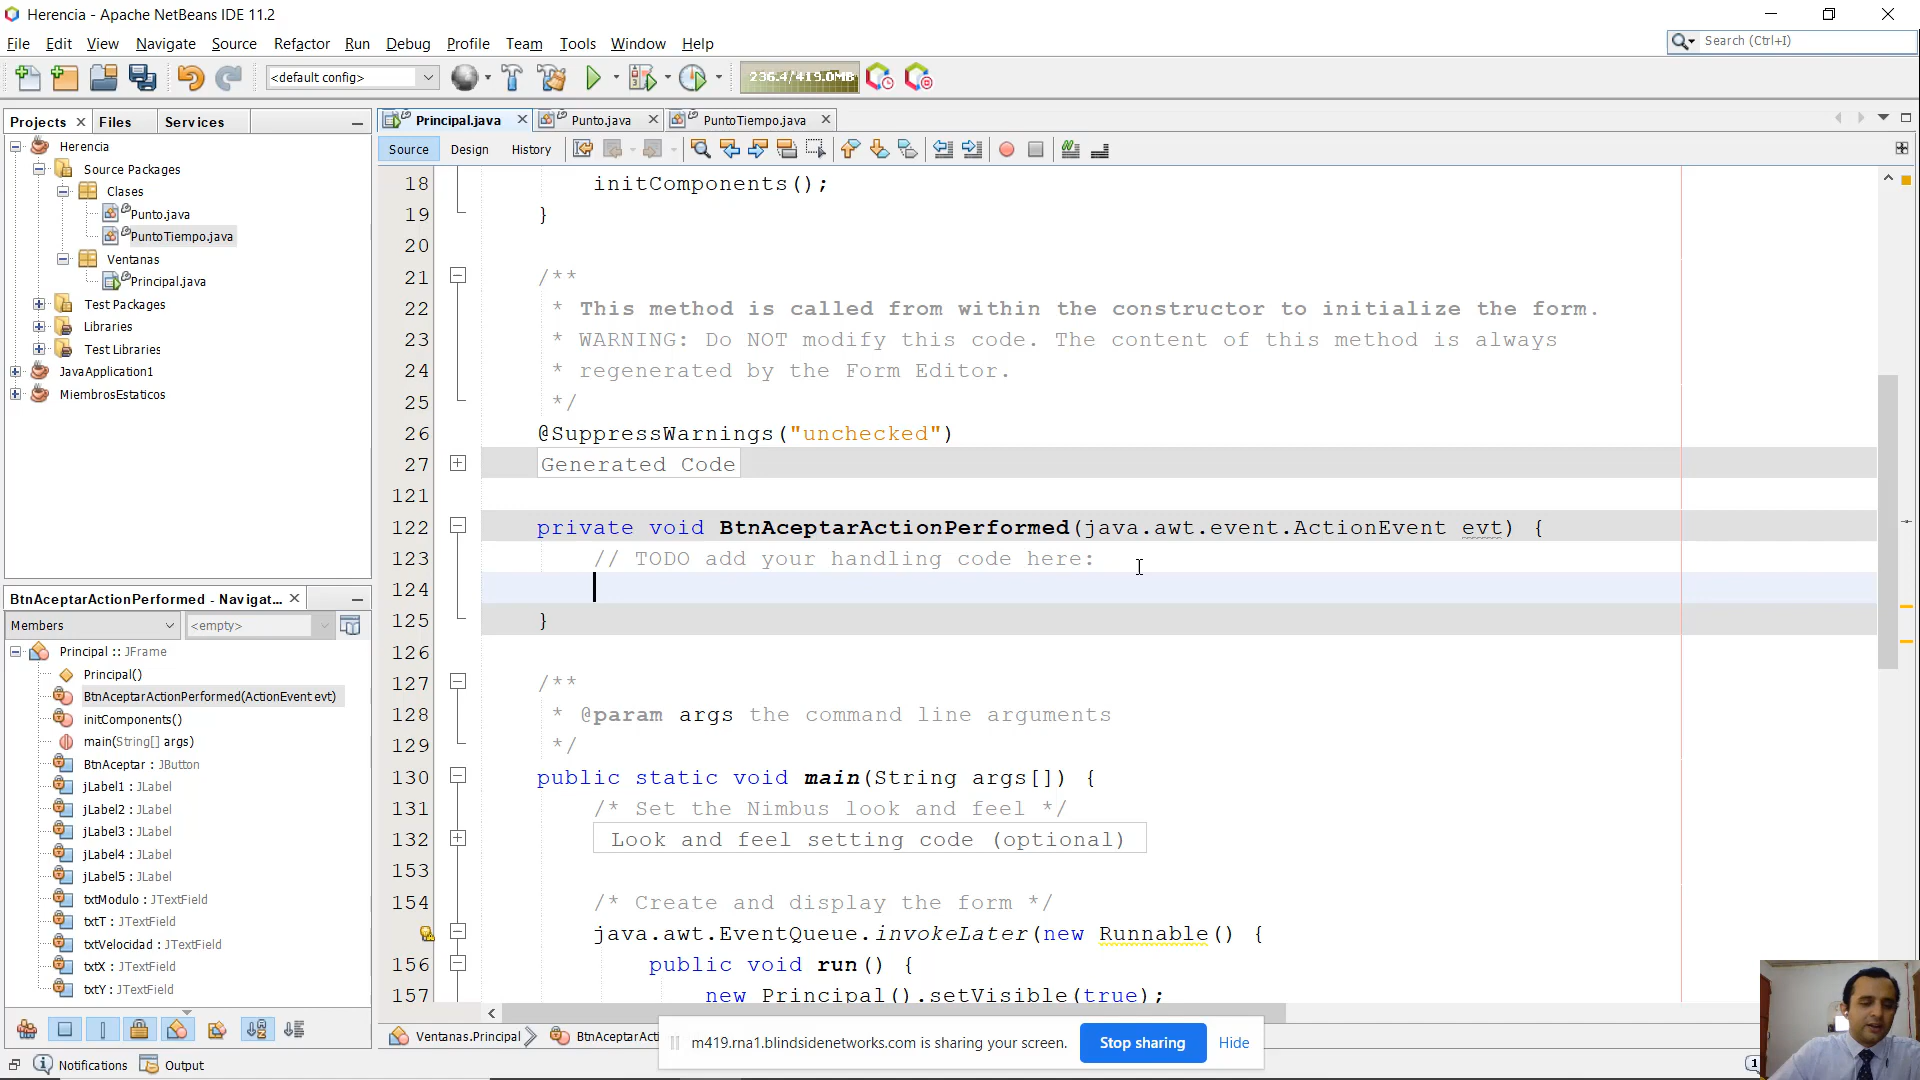 Herencia - Apache NetBeans IDE 11.2
File Edit View Navigate Source Refactor Run Debug Profile Team Tools Window Help
Search (Ctrl+I)
<default config>
236.4/419.0MB
Projects Files Services
Principal.java Punto.java PuntoTiempo.java
Source Design History
Herencia
Source Packages
Clases
Punto.java
PuntoTiempo.java
Ventanas
Principal.java
Test Packages
Libraries
Test Libraries
JavaApplication1
MiembrosEstaticos
BtnAceptarActionPerformed - Navigat...
Members <empty>
Principal :: JFrame
Principal()
BtnAceptarActionPerformed(ActionEvent evt)
initComponents()
main(String[] args)
BtnAceptar : JButton
jLabel1 : JLabel
jLabel2 : JLabel
jLabel3 : JLabel
jLabel4 : JLabel
jLabel5 : JLabel
txtModulo : JTextField
txtT : JTextField
txtVelocidad : JTextField
txtX : JTextField
txtY : JTextField
18 initComponents();
19 }
20
21 /**
22 * This method is called from within the constructor to initialize the form.
23 * WARNING: Do NOT modify this code. The content of this method is always
24 * regenerated by the Form Editor.
25 */
26 @SuppressWarnings("unchecked")
27 Generated Code
121
122 private void BtnAceptarActionPerformed(java.awt.event.ActionEvent evt) {
123 // TODO add your handling code here:
124
125 }
126
127 /**
128 * @param args the command line arguments
129 */
130 public static void main(String args[]) {
131 /* Set the Nimbus look and feel */
132 Look and feel setting code (optional)
153
154 /* Create and display the form */
java.awt.EventQueue.invokeLater(new Runnable() {
156 public void run() {
157 new Principal().setVisible(true);
Ventanas.Principal BtnAceptarActi
m419.rna1.blindsidenetworks.com is sharing your screen. Stop sharing Hide
Notifications Output
1